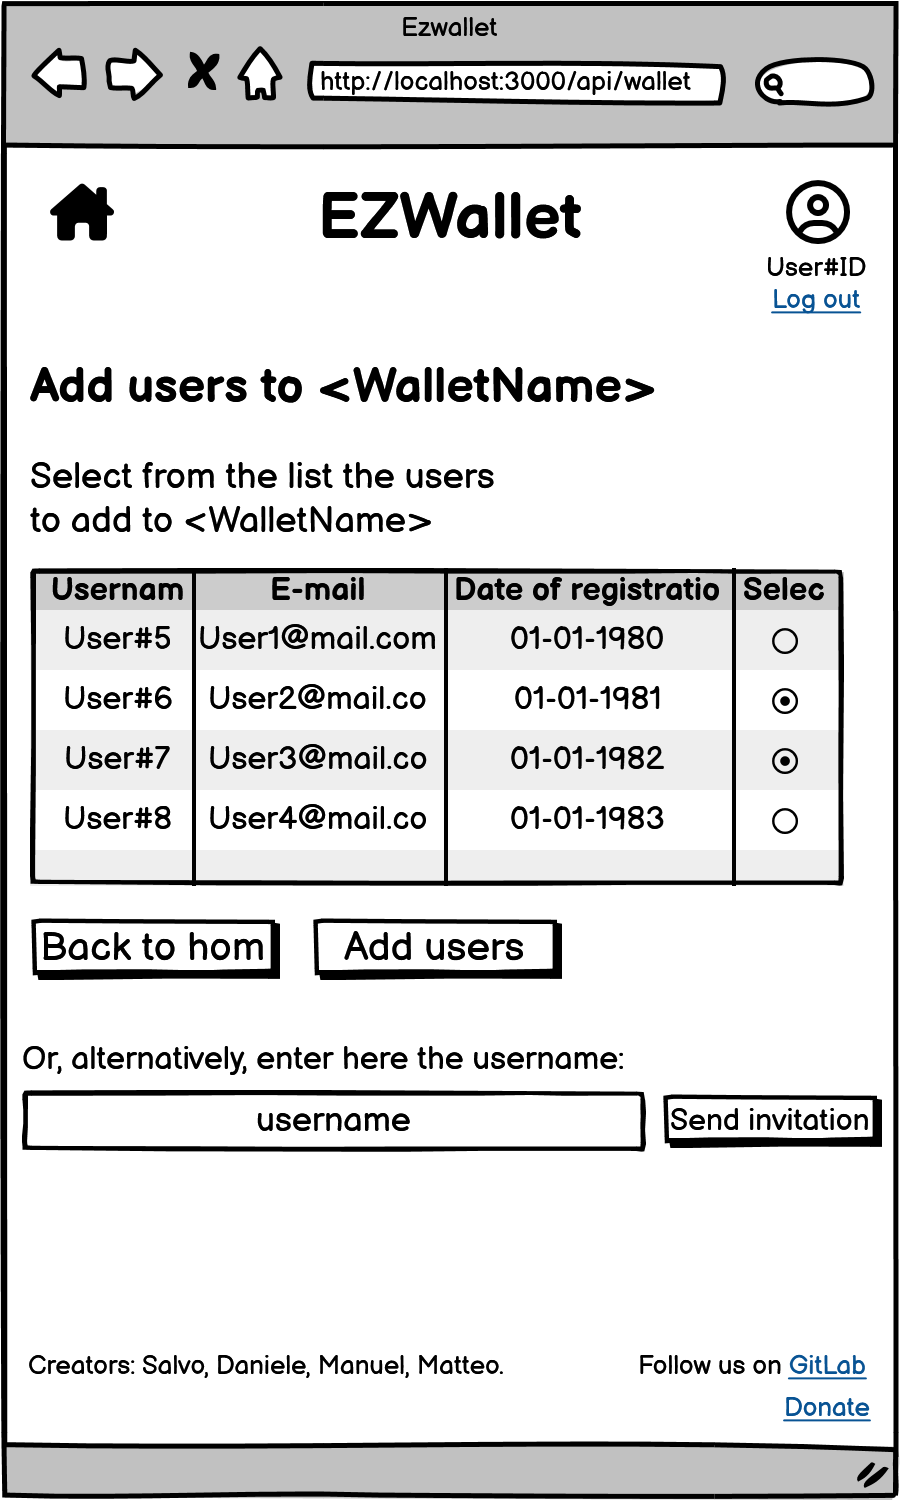 Ezwallet
http://localhost:3000/api/wallet
EZWallet
User#ID
Log out
Add users to <WalletName>
Select from the list the users
to add to <WalletName>
Usernam E-mail Date of registratio Selec
User#5 User1@mail.com 01-01-1980
User#6 User2@mail.co 01-01-1981
User#7 User3@mail.co 01-01-1982
User#8 User4@mail.co 01-01-1983
Back to hom Add users
Or, alternatively, enter here the username:
username Send invitation
Creators: Salvo, Daniele, Manuel, Matteo. Follow us on GitLab
Donate